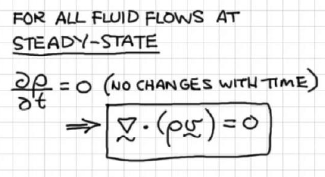 FOR ALL FLUID FLOWS AT
STEADY-STATE
∂ρ/∂t = 0 (NO CHANGES WITH TIME)
⇒ ∇ · (ρv) = 0